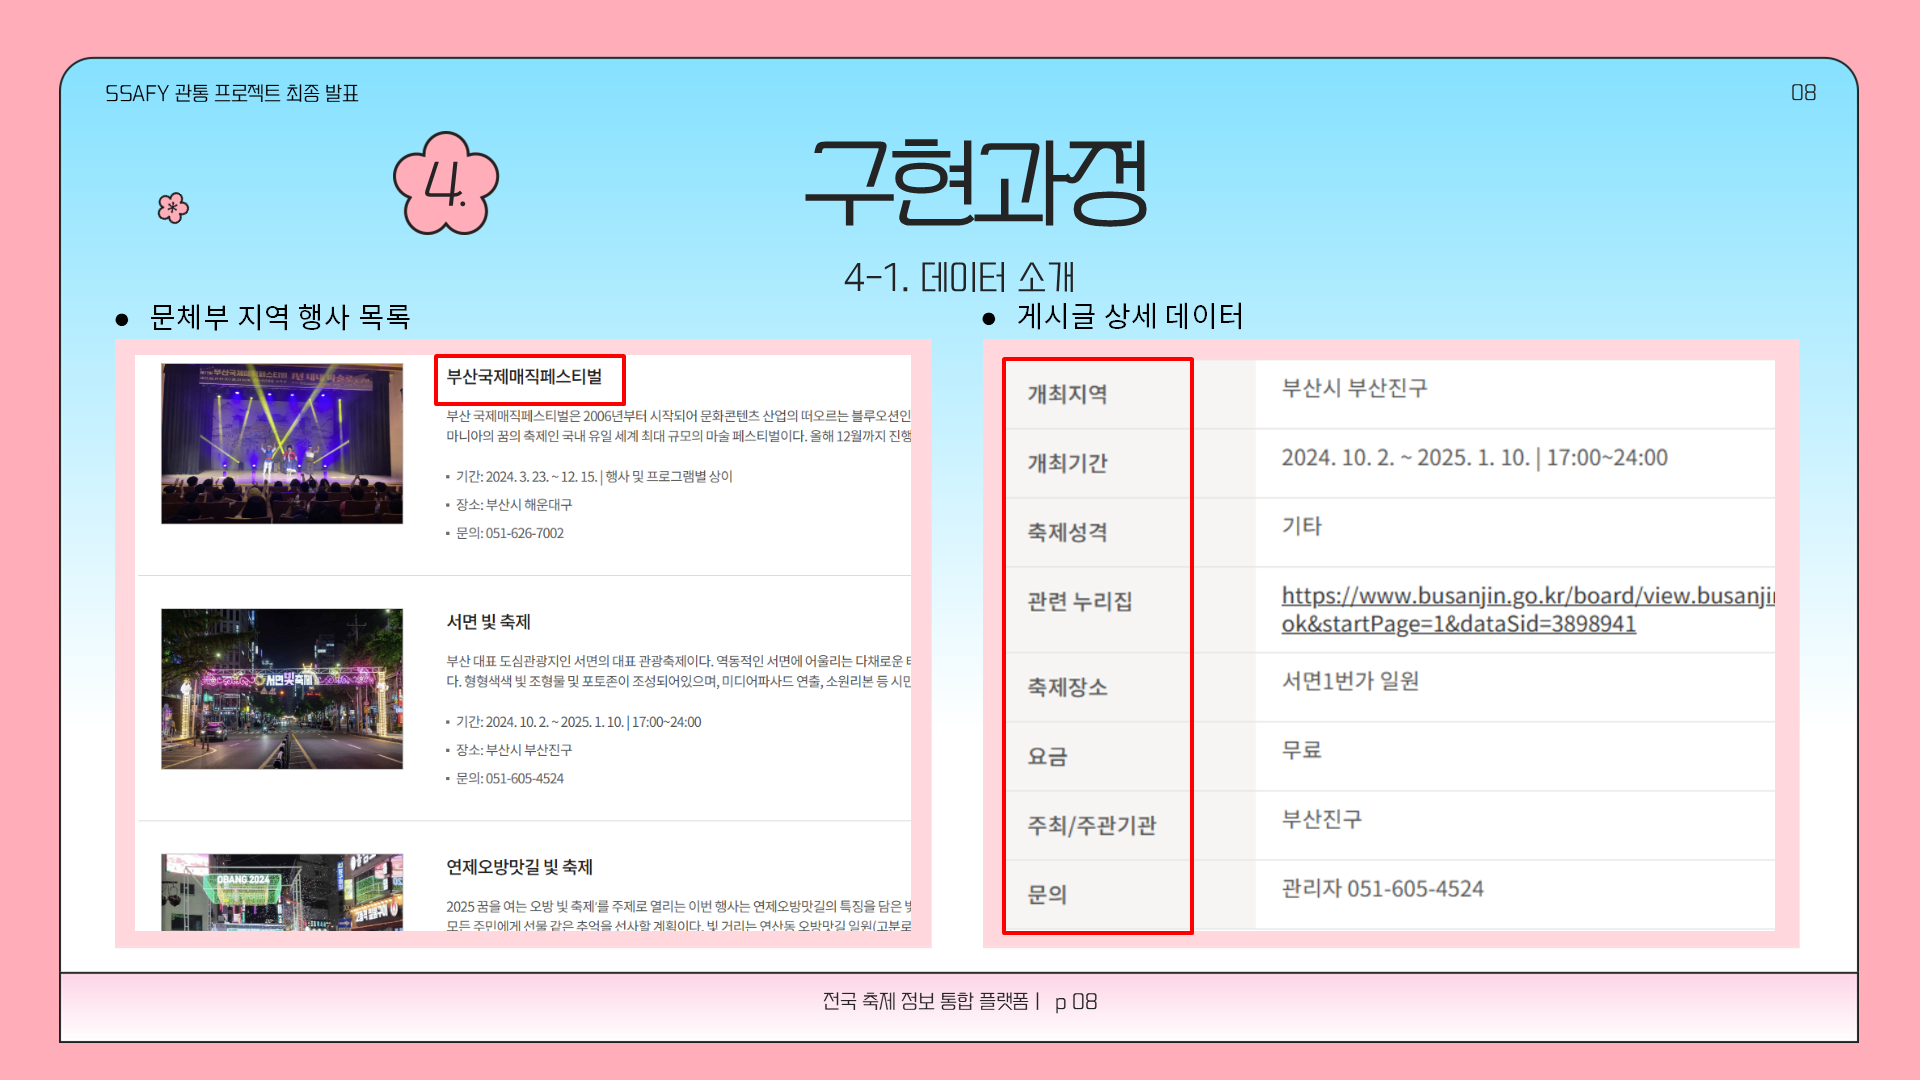 SSAFY 관통 프로젝트 최종 발표
08
4.
구현과정
4-1. 데이터 소개
● 문체부 지역 행사 목록
부산국제매직페스티벌
부산 국제매직페스티벌은 2006년부터 시작되어 문화콘텐츠 산업의 떠오르는 블루오션인
마니아의 꿈의 축제인 국내 유일 세계 최대 규모의 마술 페스티벌이다. 올해 12월까지 진행
▪ 기간: 2024. 3. 23. ~ 12. 15. | 행사 및 프로그램별 상이
▪ 장소: 부산시 해운대구
▪ 문의: 051-626-7002
서면빛축제
서면 빛 축제
부산 대표 도심관광지인 서면의 대표 관광축제이다. 역동적인 서면에 어울리는 다채로운
다. 형형색색 빛 조형물 및 포토존이 조성되어있으며, 미디어파사드 연출, 소원리본 등 시민
▪ 기간: 2024. 10. 2. ~ 2025. 1. 10. | 17:00~24:00
▪ 장소: 부산시 부산진구
▪ 문의: 051-605-4524
OBANG 2024
연제오방맛길 빛 축제
2025 꿈을 여는 오방 빛 축제'를 주제로 열리는 이번 행사는 연제오방맛길의 특징을 담은
모든 주민에게 선물 같은 추억을 선사할 계획이다. 빛 거리는 연산동 오방맛길 일원(고분로
● 게시글 상세 데이터
개최지역 부산시 부산진구
개최기간 2024. 10. 2. ~ 2025. 1. 10. | 17:00~24:00
축제성격 기타
관련 누리집 https://www.busanjin.go.kr/board/view.busanjin
ok&startPage=1&dataSid=3898941
축제장소 서면1번가 일원
요금 무료
주최/주관기관 부산진구
문의 관리자 051-605-4524
전국 축제 정보 통합 플랫폼 | p 08